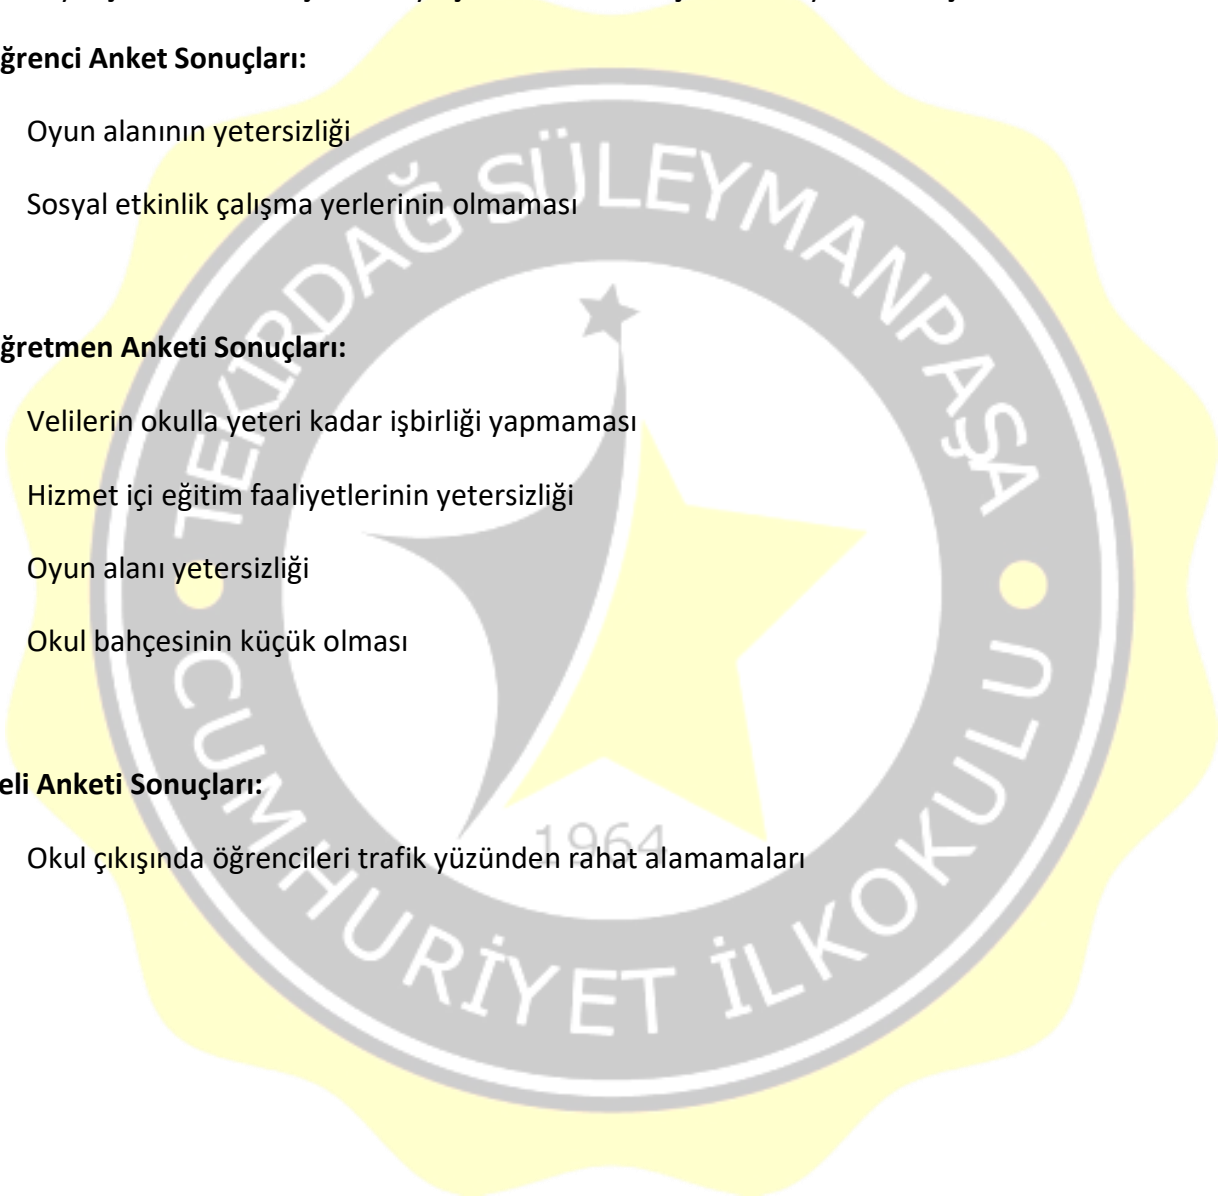 ğrenci Anket Sonuçları:
Oyun alanının yetersizliği
Sosyal etkinlik çalışma yerlerinin olmaması
ğretmen Anketi Sonuçları:
Velilerin okulla yeteri kadar işbirliği yapmaması
Hizmet içi eğitim faaliyetlerinin yetersizliği
Oyun alanı yetersizliği
Okul bahçesinin küçük olması
eli Anketi Sonuçları:
Okul çıkışında öğrencileri trafik yüzünden rahat alamamaları
TEKİRDAĞ SÜLEYMANPAŞA
1964
CUMHURİYET İLKOKULU